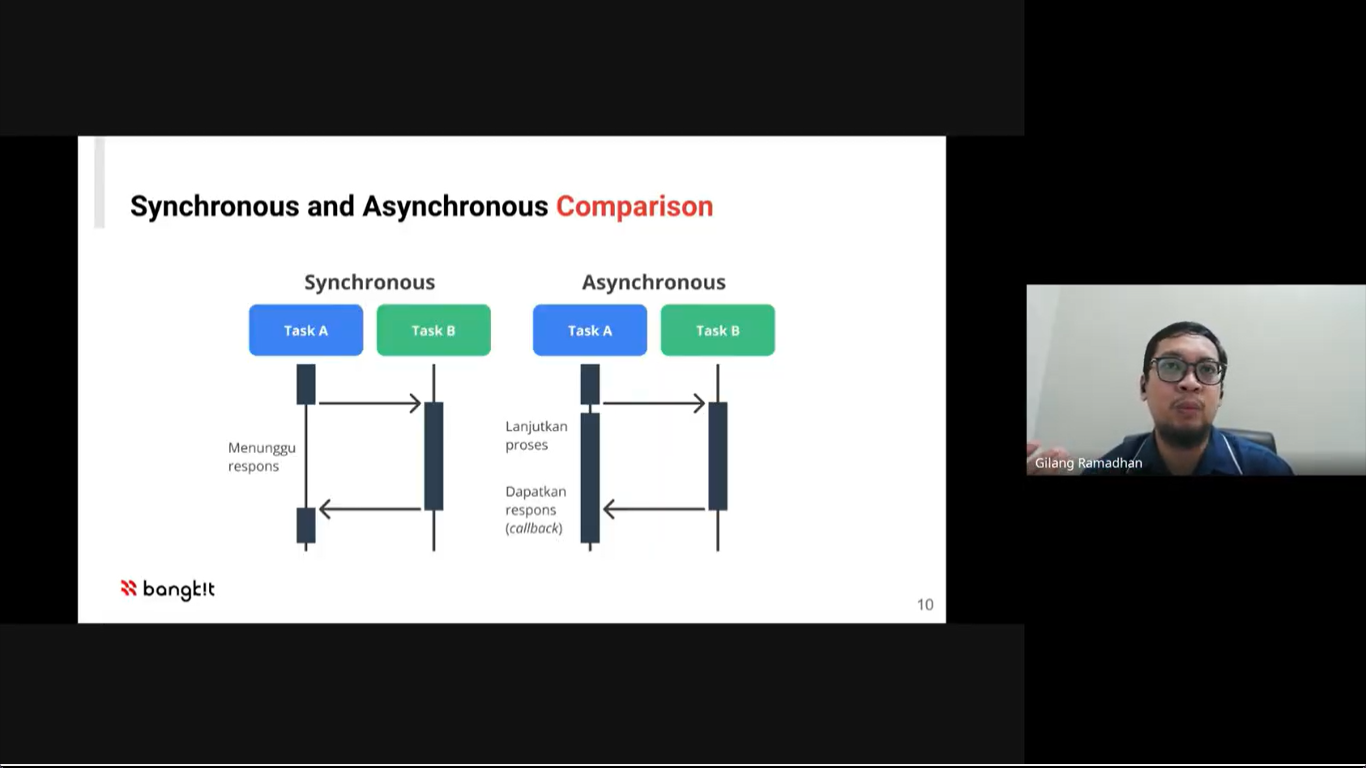 Synchronous and Asynchronous Comparison
Synchronous
Asynchronous
Task A
Task B
Task A
Task B
Menunggu
respons
Lanjutkan
proses
Dapatkan
respons
(callback)
bangk!t
10
Gilang Ramadhan